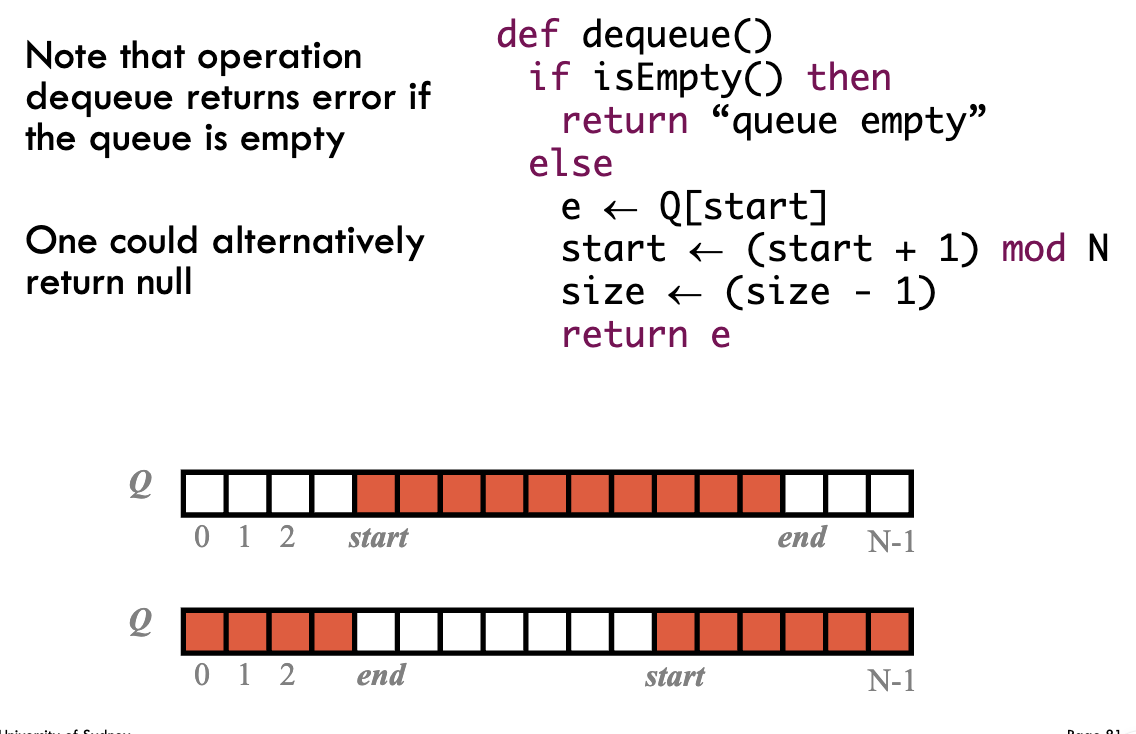 Note that operation
dequeue returns error if
the queue is empty
One could alternatively
return null
def dequeue()
if isEmpty() then
return “queue empty”
else
e ← Q[start]
start ← (start + 1) mod N
size ← (size - 1)
return e
Q
0 1 2 start end N-1
Q
0 1 2 end start N-1